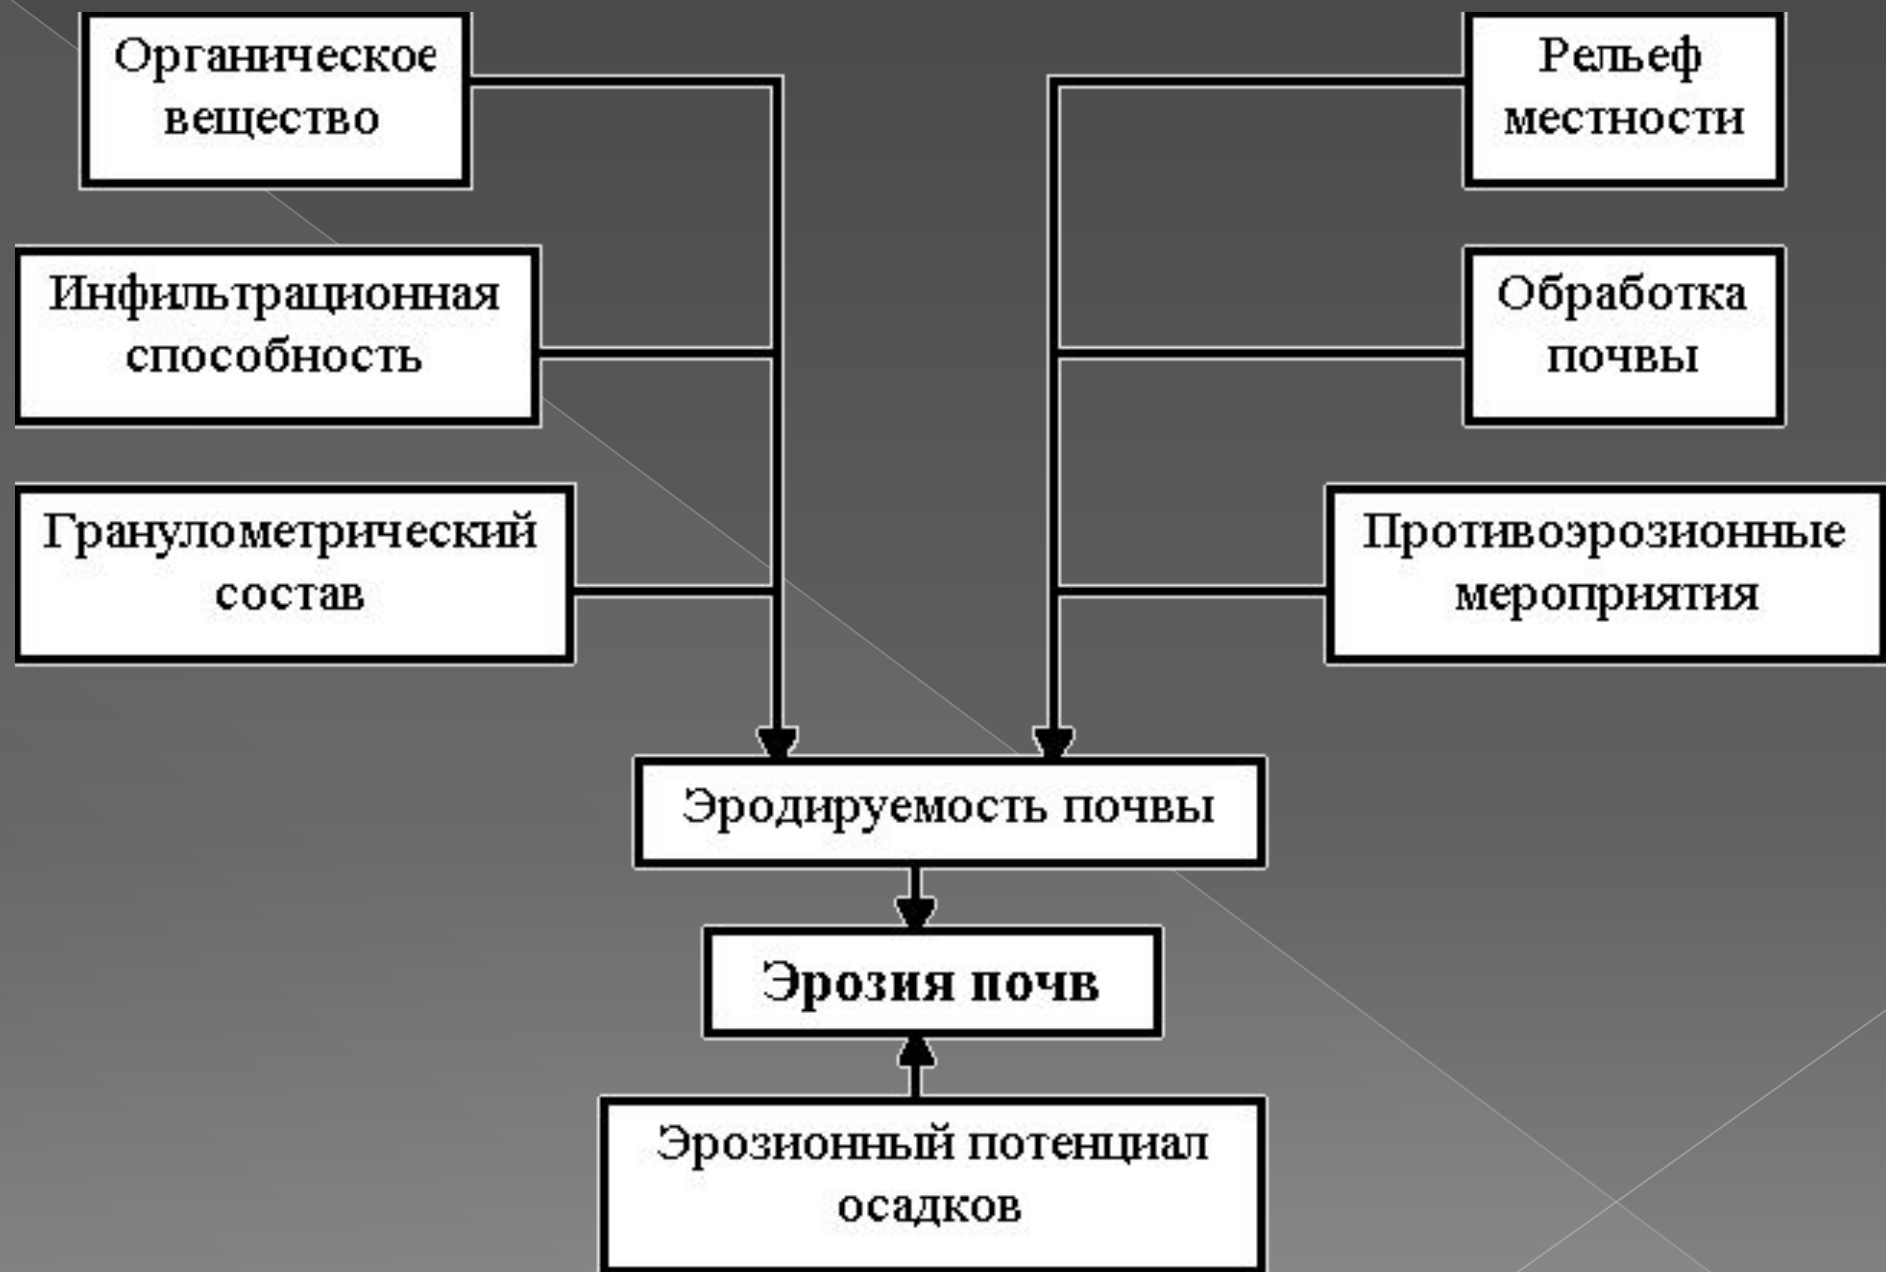 Органическое
вещество
Рельеф
местности
Инфильтрационная
способность
Обработка
почвы
Гранулометрический
состав
Противоэрозионные
мероприятия
Эродируемость почвы
Эрозия почв
Эрозионный потенциал
осадков